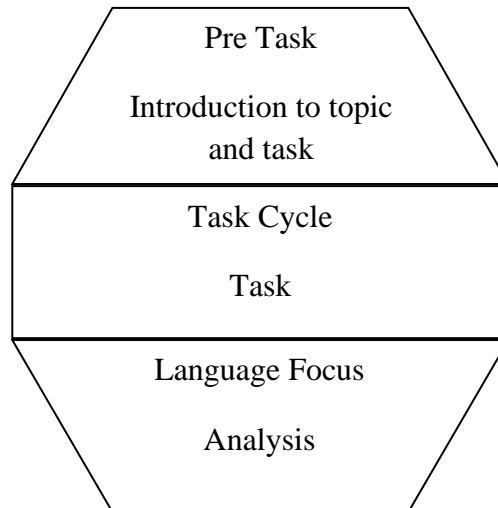 Pre Task
Introduction to topic
and task
Task Cycle
Task
Language Focus
Analysis